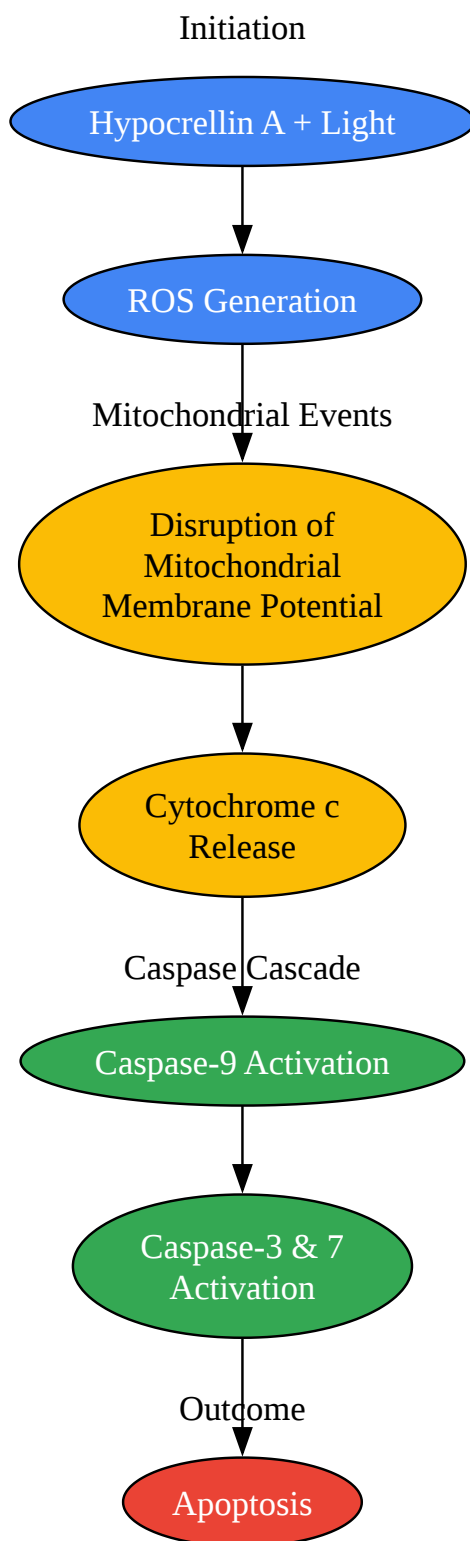 Initiation
Hypocrellin A + Light
ROS Generation
Mitochondrial Events
Disruption of
Mitochondrial
Membrane Potential
Cytochrome c
Release
Caspase Cascade
Caspase-9 Activation
Caspase-3 & 7
Activation
Outcome
Apoptosis